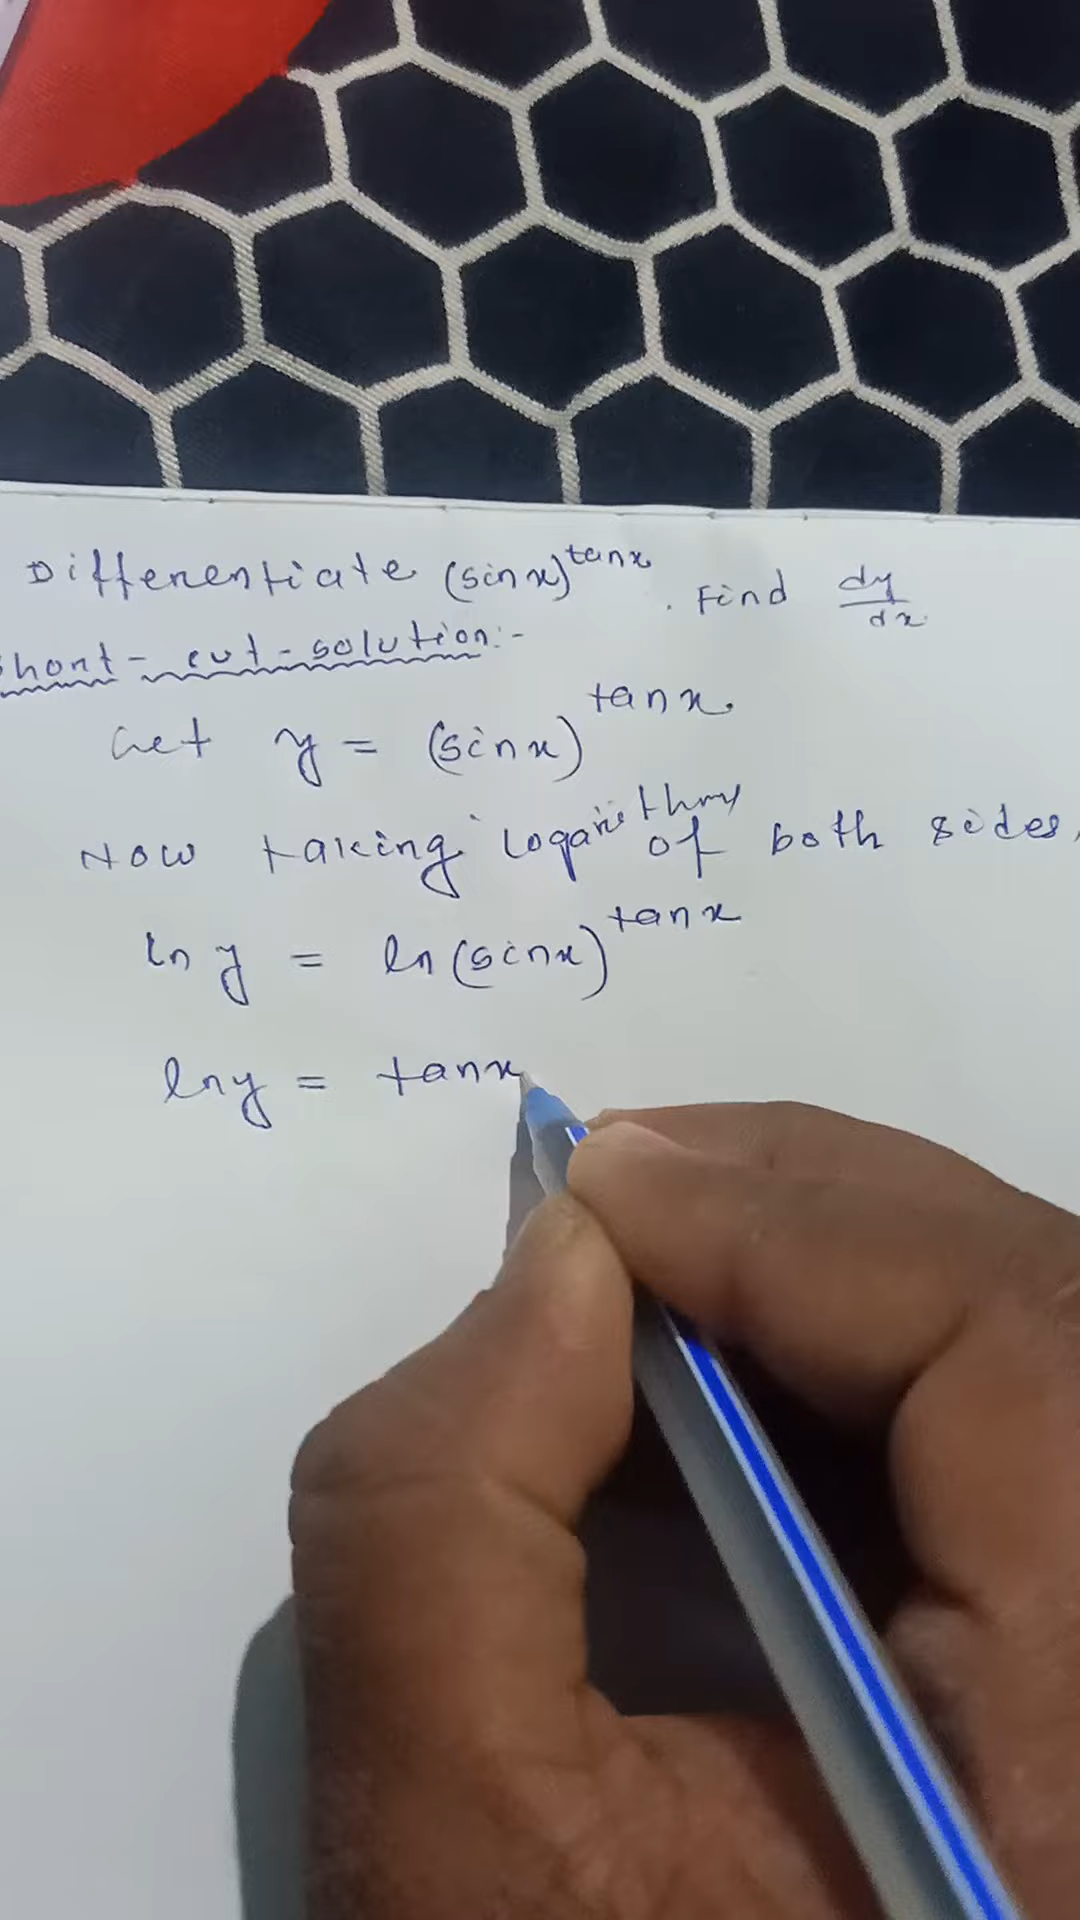 Differentiate (sinx)^tanx. Find dy/dx
short-cut-solution:-
Let y = (sinx)^tanx.
Now taking logarithm of both sides,
ln y = ln(sinx)^tanx
lny = tanx